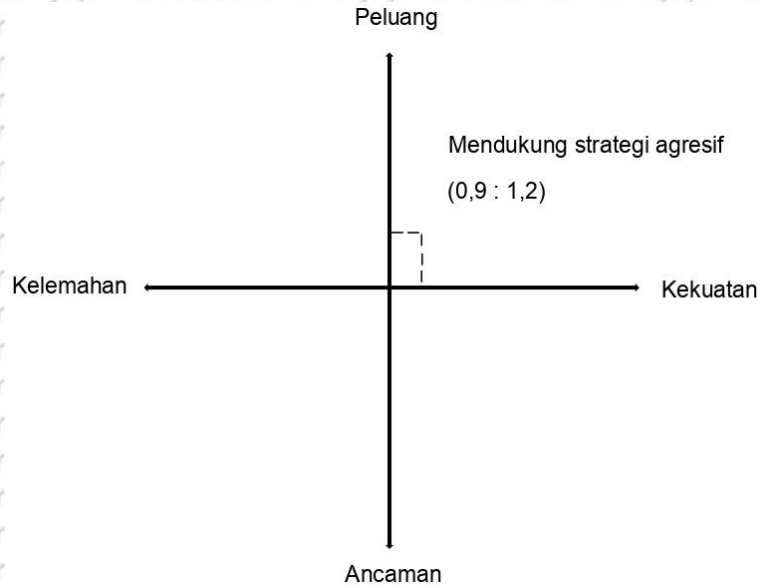 Peluang
Mendukung strategi agresif
(0,9 : 1,2)
Kelemahan
Kekuatan
Ancaman